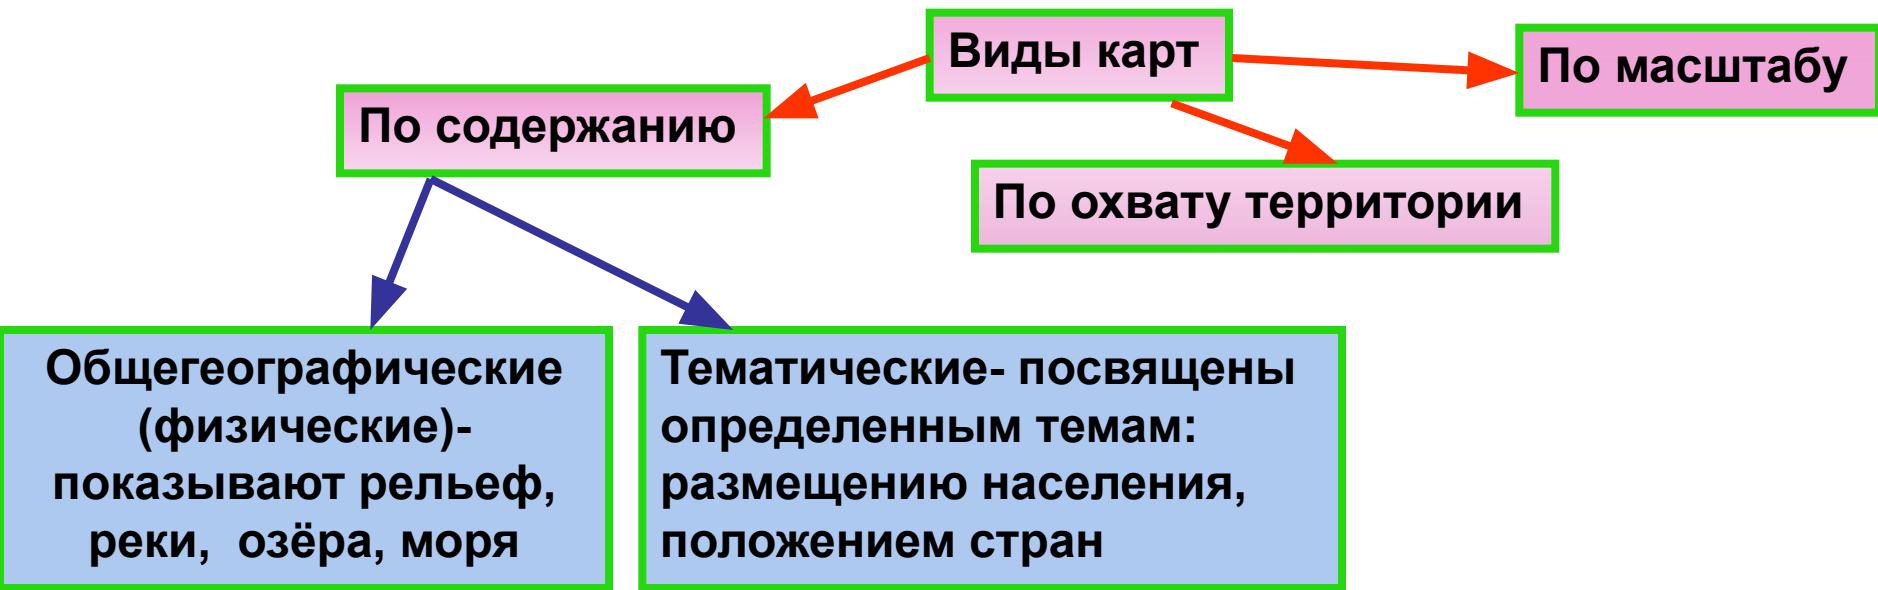 Виды карт
По масштабу
По содержанию
По охвату территории
Общегеографические
(физические)-
показывают рельеф,
реки, озёра, моря
Тематические- посвящены
определенным темам:
размещению населения,
положением стран